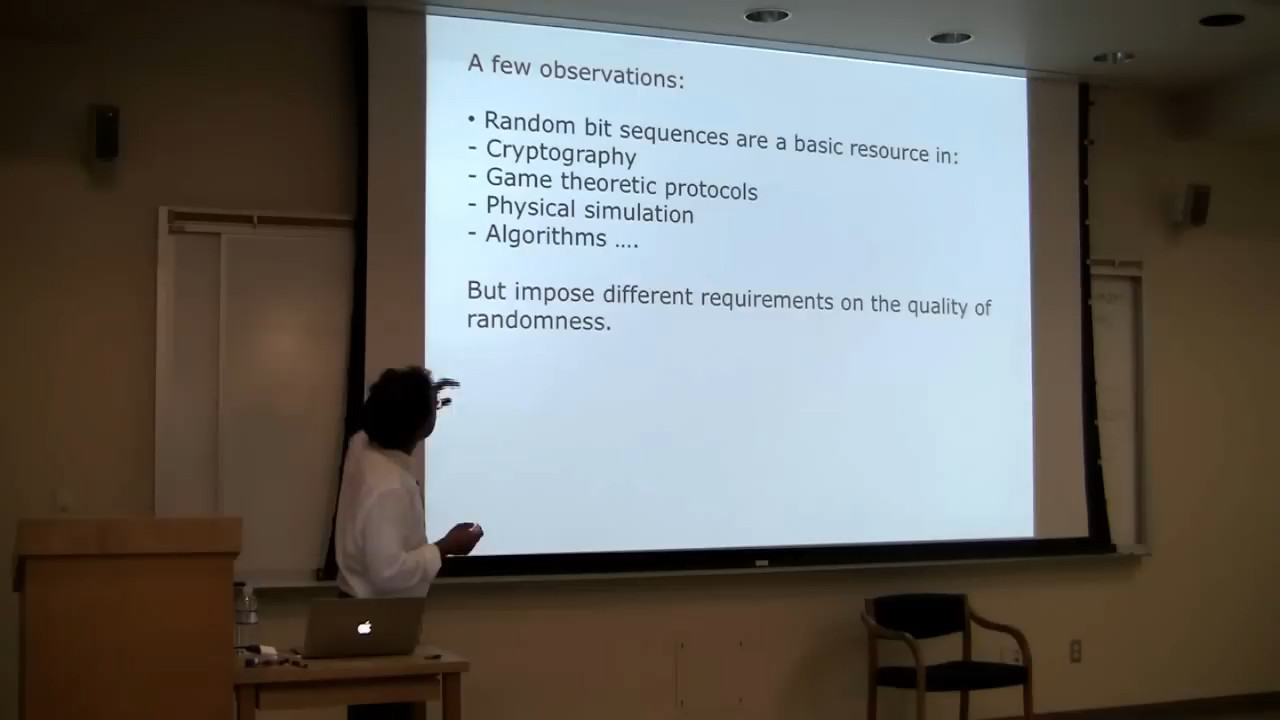 A few observations:
• Random bit sequences are a basic resource in:
- Cryptography
- Game theoretic protocols
- Physical simulation
- Algorithms ....
But impose different requirements on the quality of
randomness.